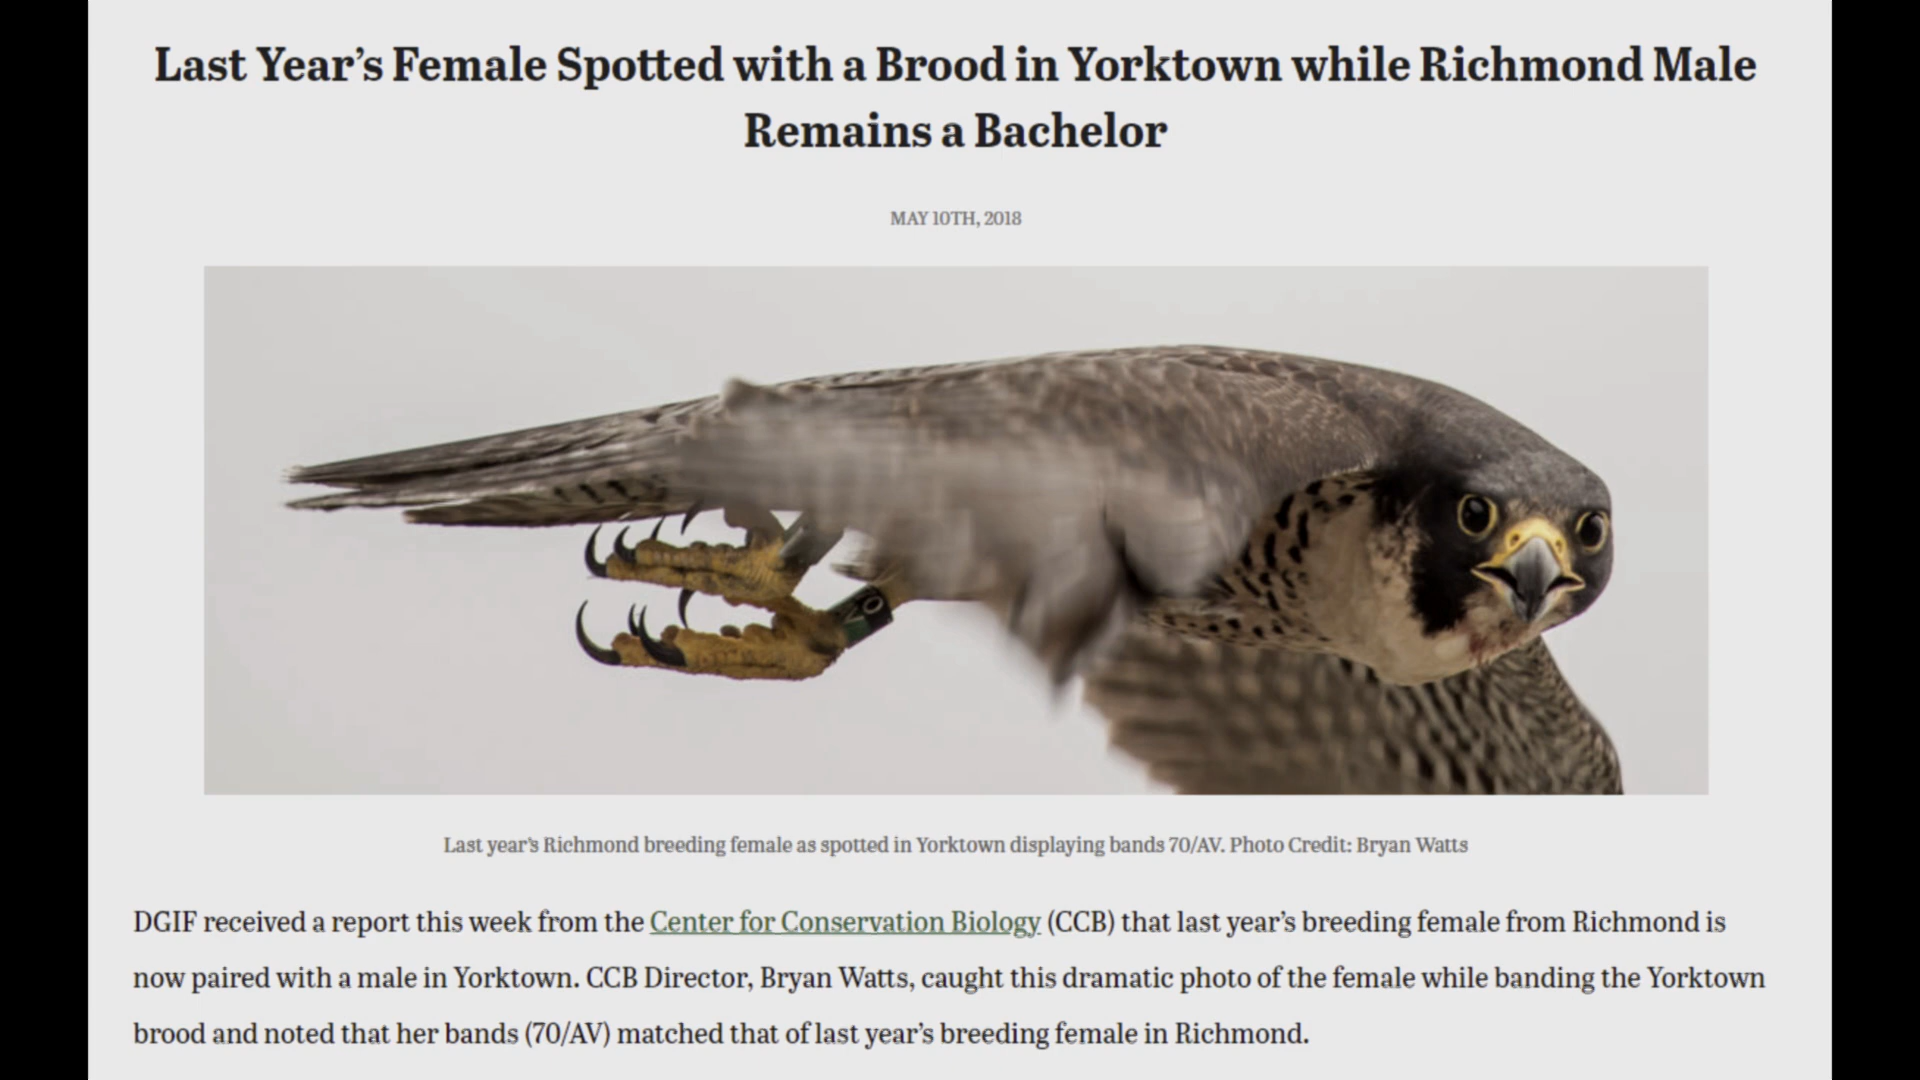 Last Year’s Female Spotted with a Brood in Yorktown while Richmond Male
Remains a Bachelor
MAY 10TH, 2018
Last year’s Richmond breeding female as spotted in Yorktown displaying bands 70/AV. Photo Credit: Bryan Watts
DGIF received a report this week from the Center for Conservation Biology (CCB) that last year’s breeding female from Richmond is
now paired with a male in Yorktown. CCB Director, Bryan Watts, caught this dramatic photo of the female while banding the Yorktown
brood and noted that her bands (70/AV) matched that of last year’s breeding female in Richmond.